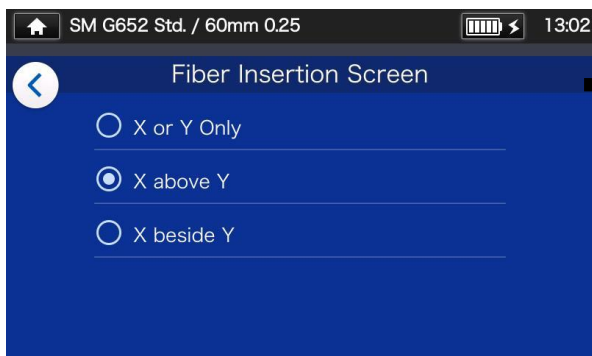 SM G652 Std. / 60mm 0.25 13:02
Fiber Insertion Screen
X or Y Only
X above Y
X beside Y